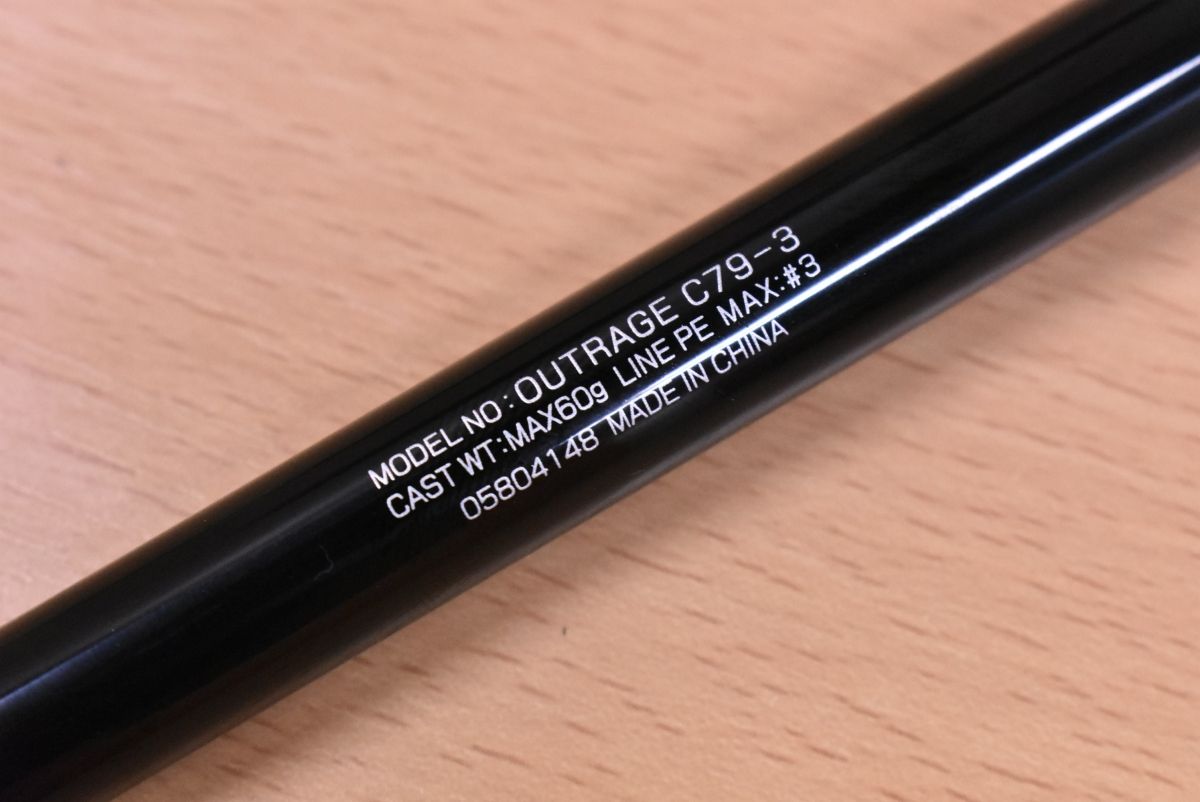 MODEL NO:OUTRAGE C79-3
CAST WT:MAX60g LINE PE MAX:#3
05804148 MADE IN CHINA